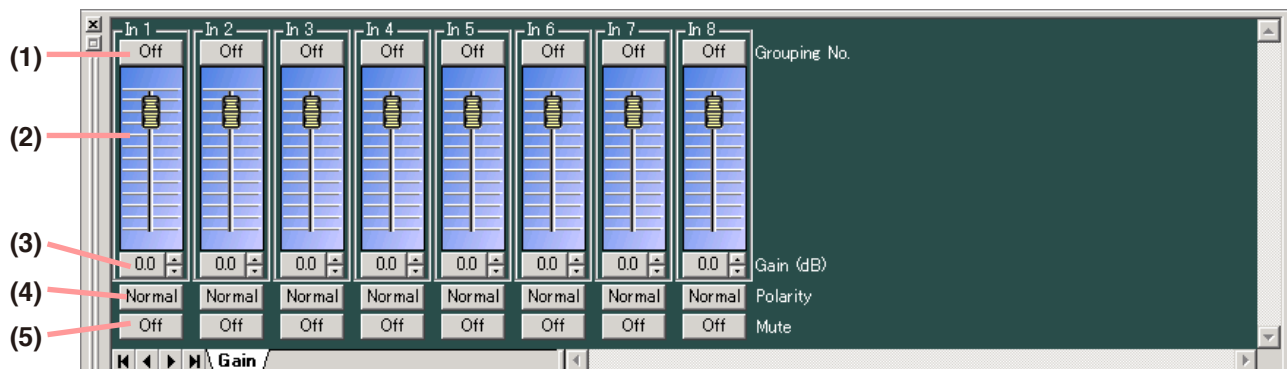 In 1 In 2 In 3 In 4 In 5 In 6 In 7 In 8
(1) Off Off Off Off Off Off Off Off Grouping No.
(2)
(3) 0.0 0.0 0.0 0.0 0.0 0.0 0.0 0.0 Gain (dB)
(4) Normal Normal Normal Normal Normal Normal Normal Normal Polarity
(5) Off Off Off Off Off Off Off Off Mute
Gain